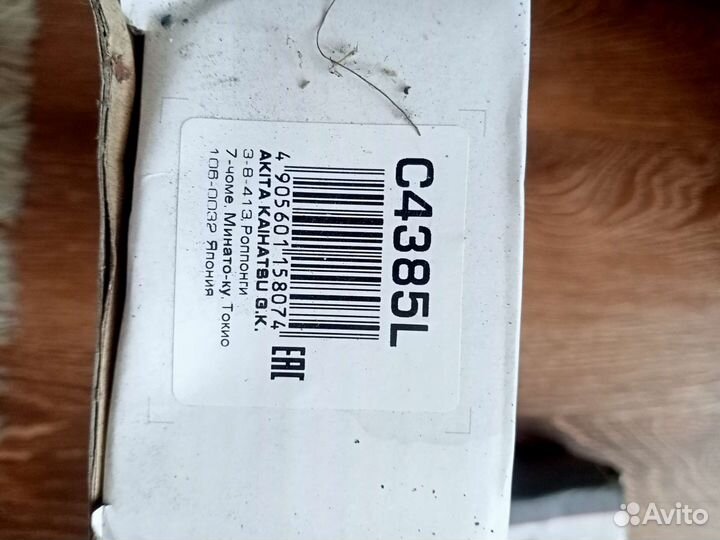 C4385L
4 905601 158074
EAC
AKITA KAIHATSU G.K.
3-8-413, Роппонги
7-чоме, Минато-ку, Токио
106-0032 Япония
Avito